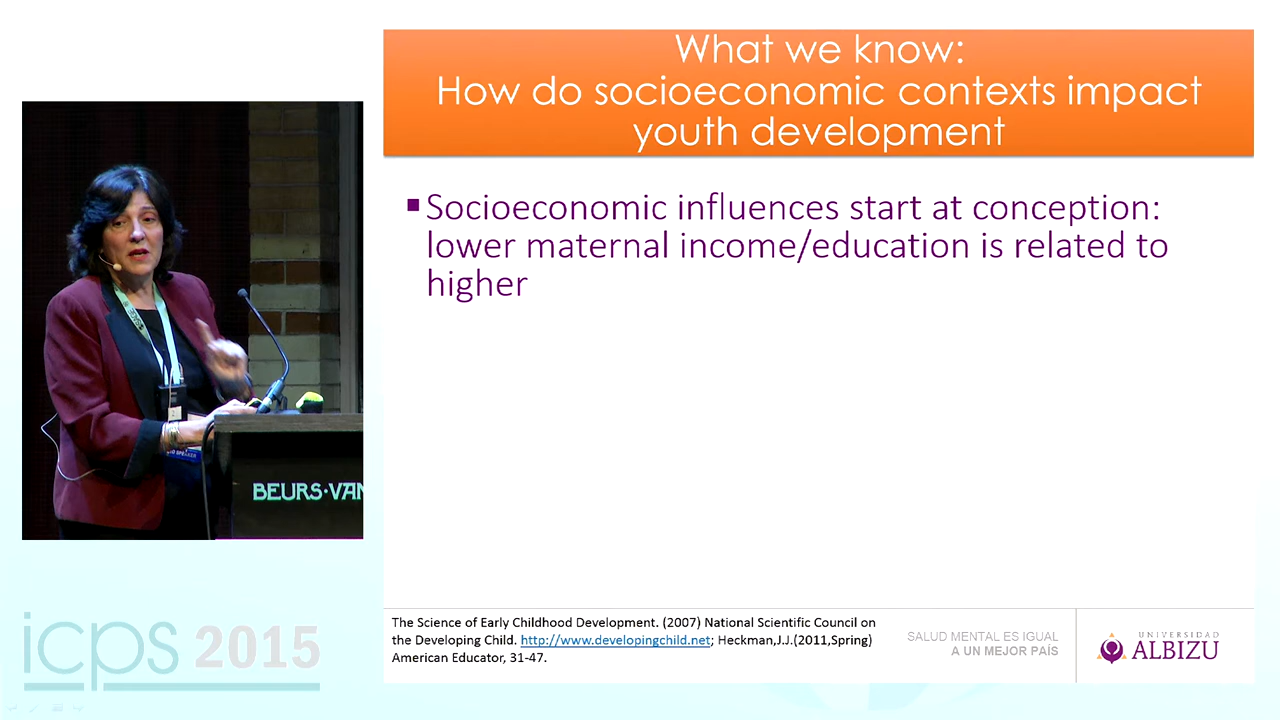 What we know:
How do socioeconomic contexts impact
youth development
▪Socioeconomic influences start at conception:
lower maternal income/education is related to
higher
BEURS·VAN
icps 2015
The Science of Early Childhood Development. (2007) National Scientific Council on
the Developing Child. http://www.developingchild.net; Heckman,J.J.(2011,Spring)
American Educator, 31-47.
SALUD MENTAL ES IGUAL
A UN MEJOR PAÍS
UNIVERSIDAD
ALBIZU